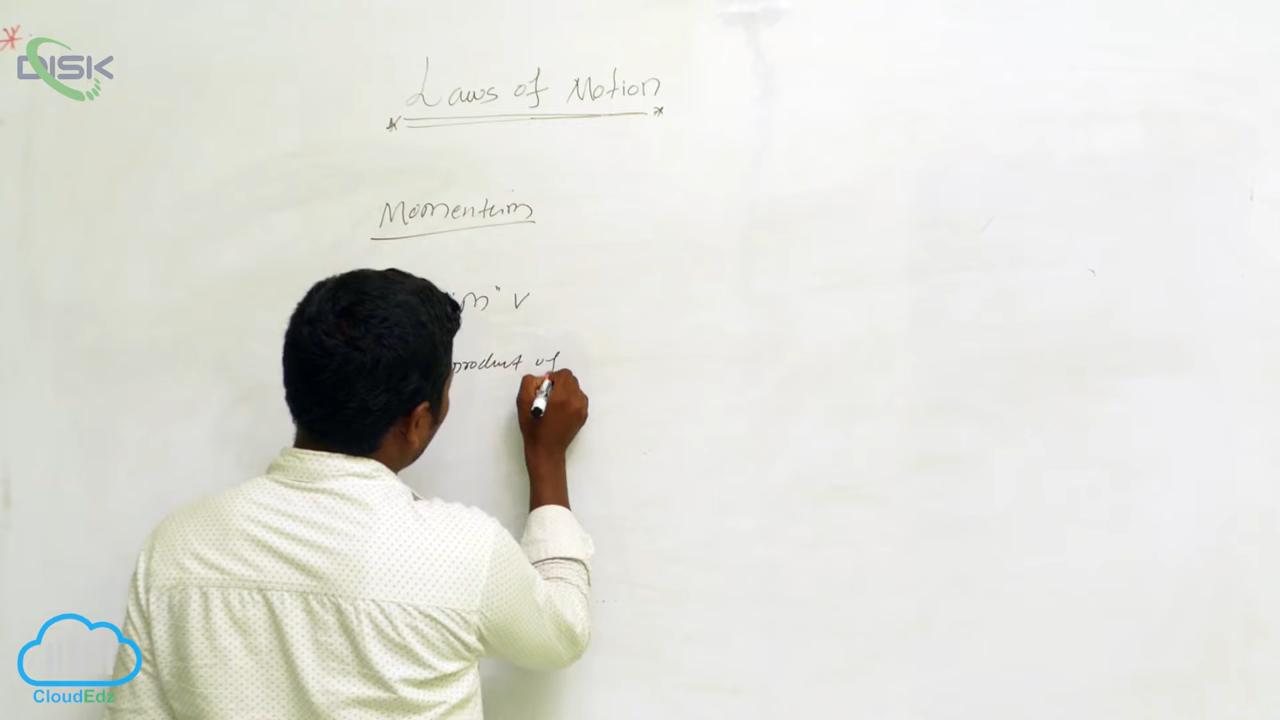 DISK
Laws of Motion
Momentum
"m" v
product of
CloudEdz